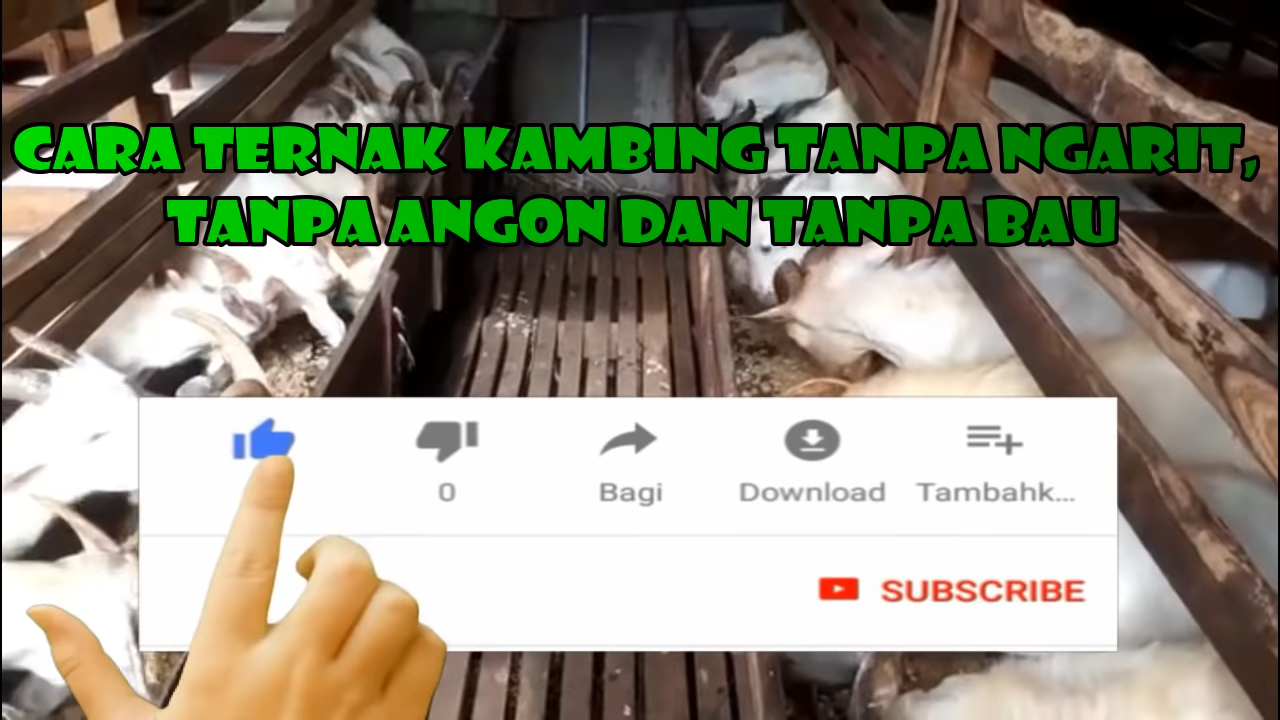 CARA TERNAK KAMBING TANPA NGARIT,
TANPA ANGON DAN TANPA BAU
0
Bagi
Download
Tambahk...
SUBSCRIBE